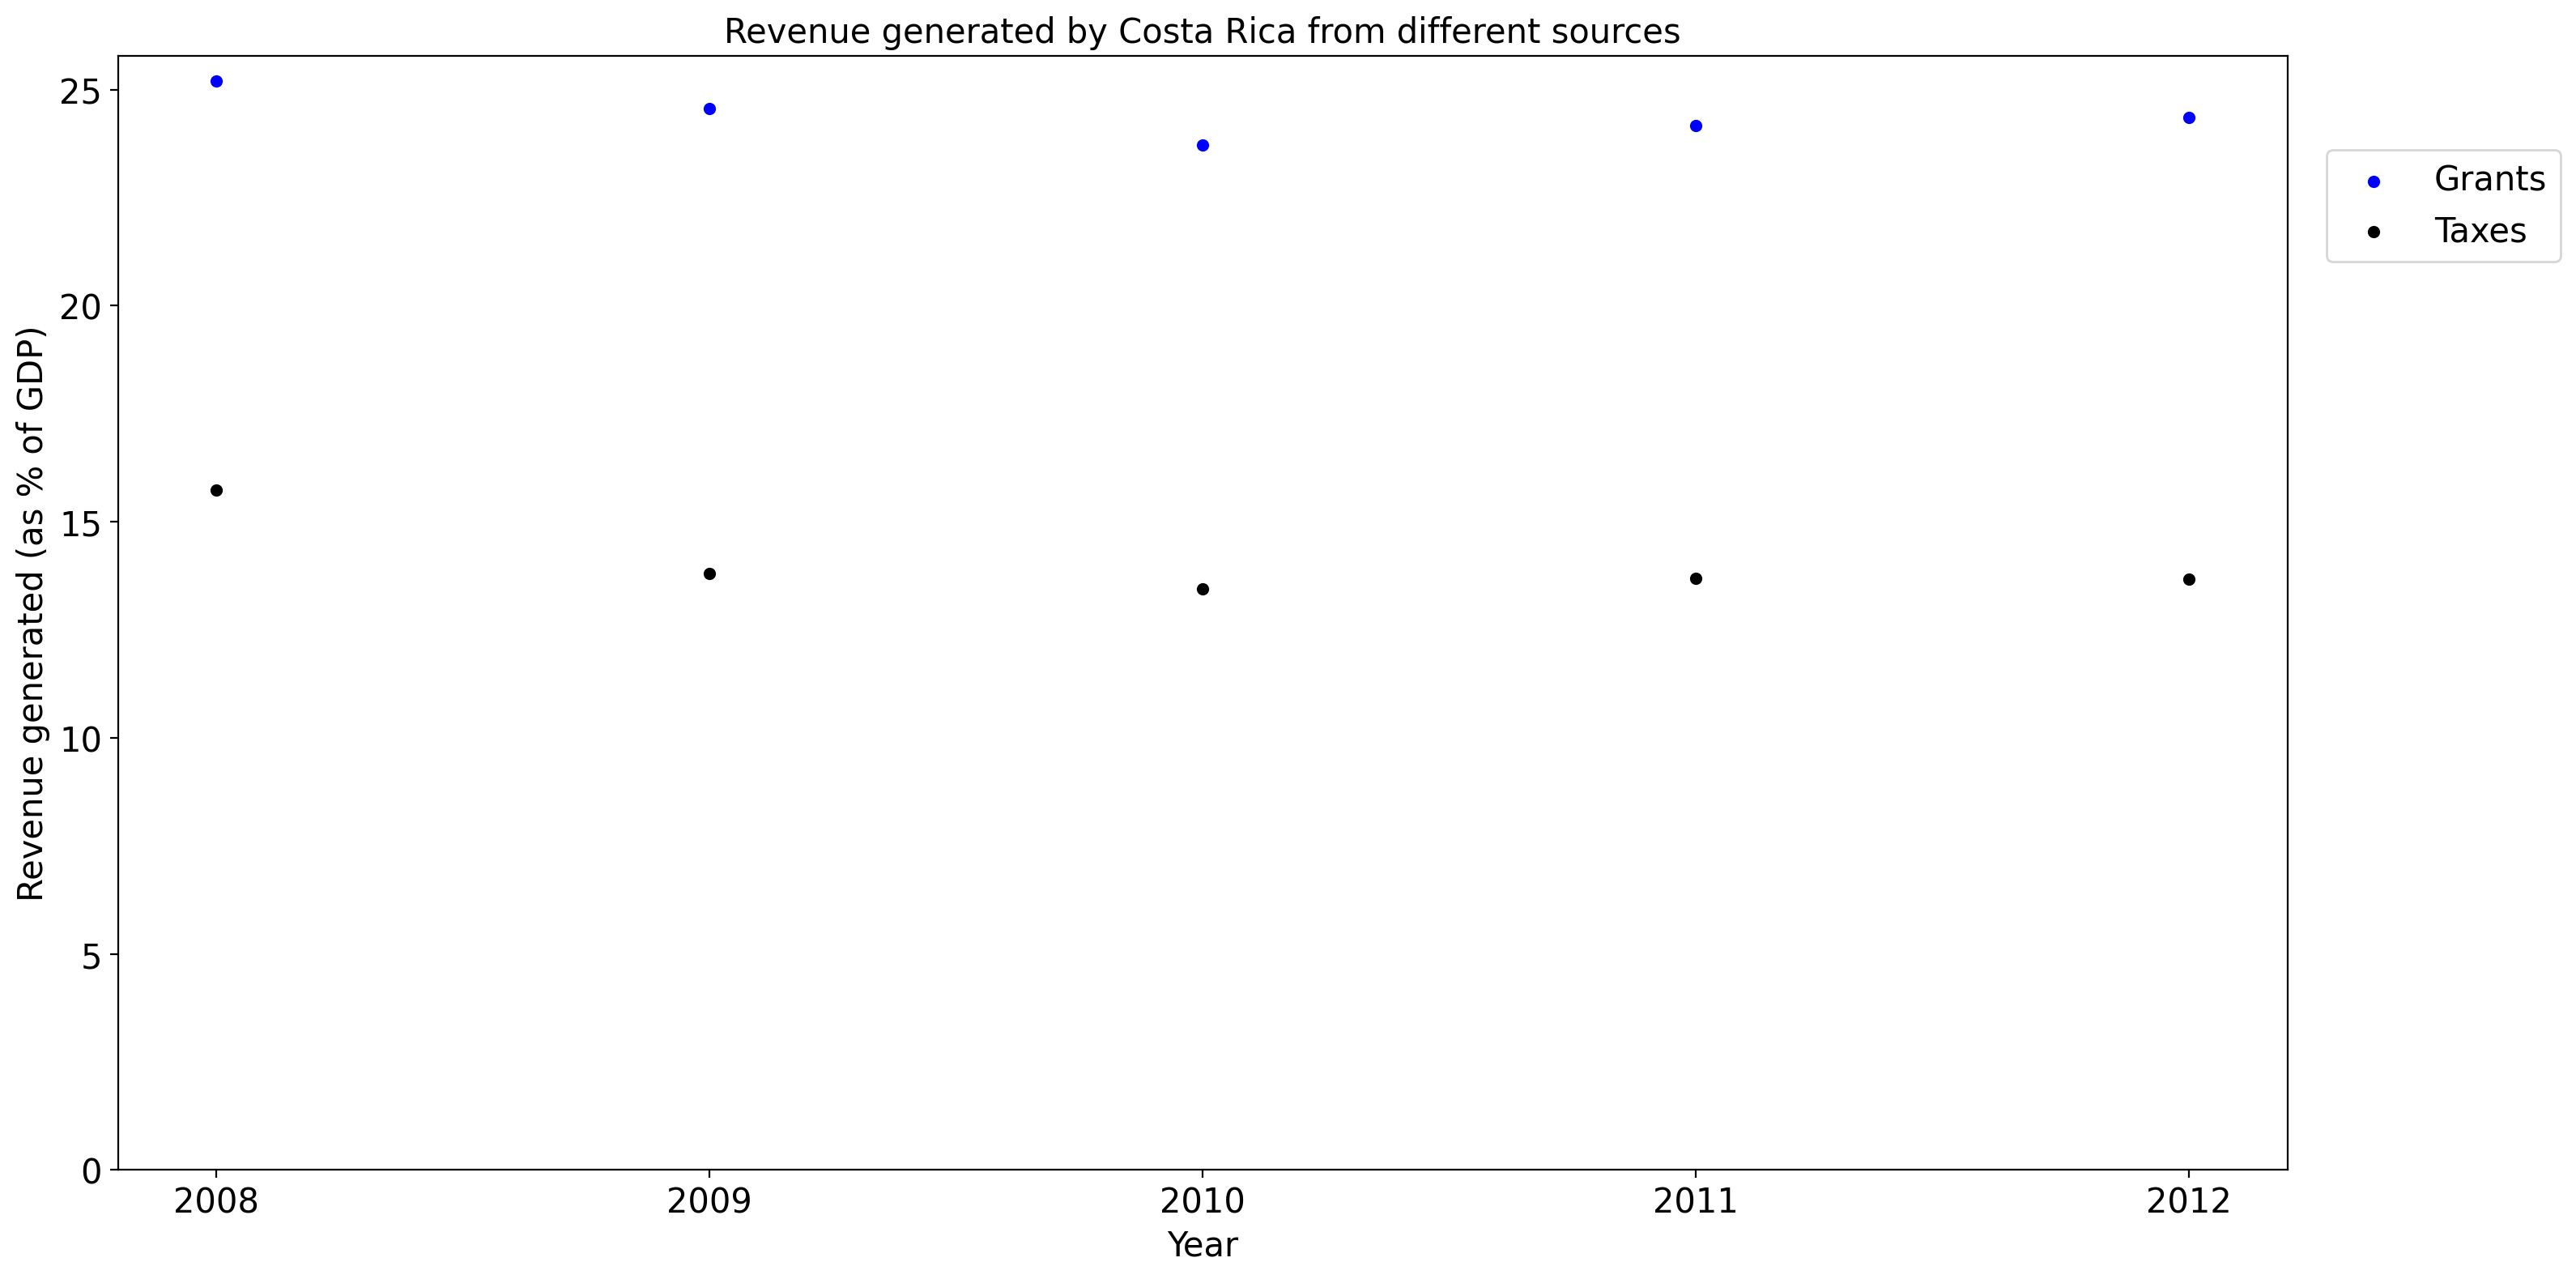 Revenue generated by Costa Rica from different sources
Revenue generated (as % of GDP)
25
20
15
10
5
0
2008 2009 2010 2011 2012
Year
Grants
Taxes